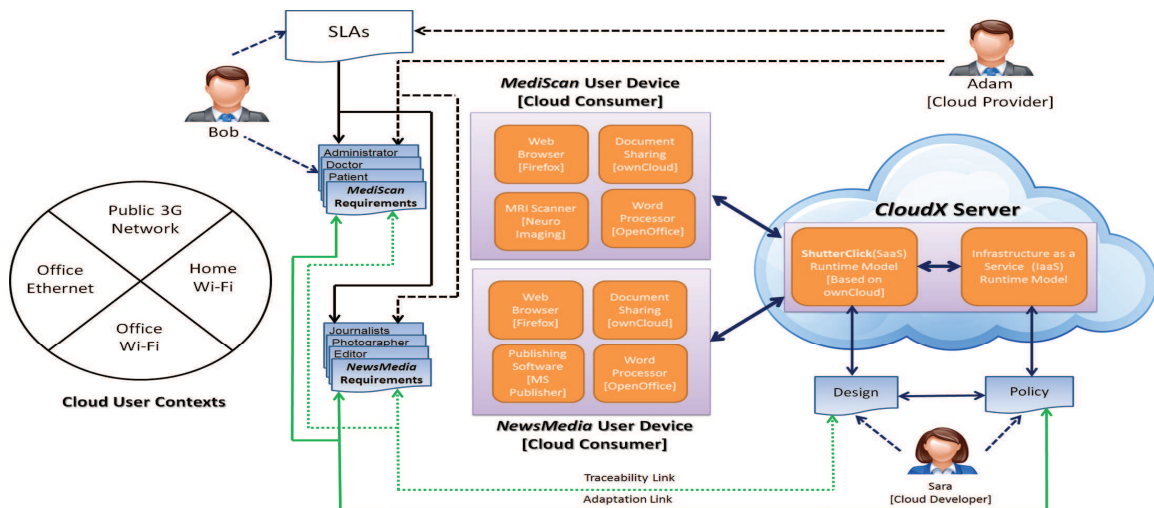 SLAs
Bob
Adam
[Cloud Provider]
Administrator
Doctor
Patient
MediScan
Requirements
Journalists
Photographer
Editor
NewsMedia
Requirements
Public 3G
Network
Office
Ethernet
Home
Wi-Fi
Office
Wi-Fi
Cloud User Contexts
MediScan User Device
[Cloud Consumer]
Web
Browser
[Firefox]
Document
Sharing
[ownCloud]
MRI Scanner
[Neuro
Imaging]
Word
Processor
[OpenOffice]
Web
Browser
[Firefox]
Document
Sharing
[ownCloud]
Publishing
Software
[MS
Publisher]
Word
Processor
[OpenOffice]
NewsMedia User Device
[Cloud Consumer]
CloudX Server
ShutterClick(SaaS)
Runtime Model
[Based on
ownCloud]
Infrastructure as a
Service (IaaS)
Runtime Model
Design
Policy
Sara
[Cloud Developer]
Traceability Link
Adaptation Link